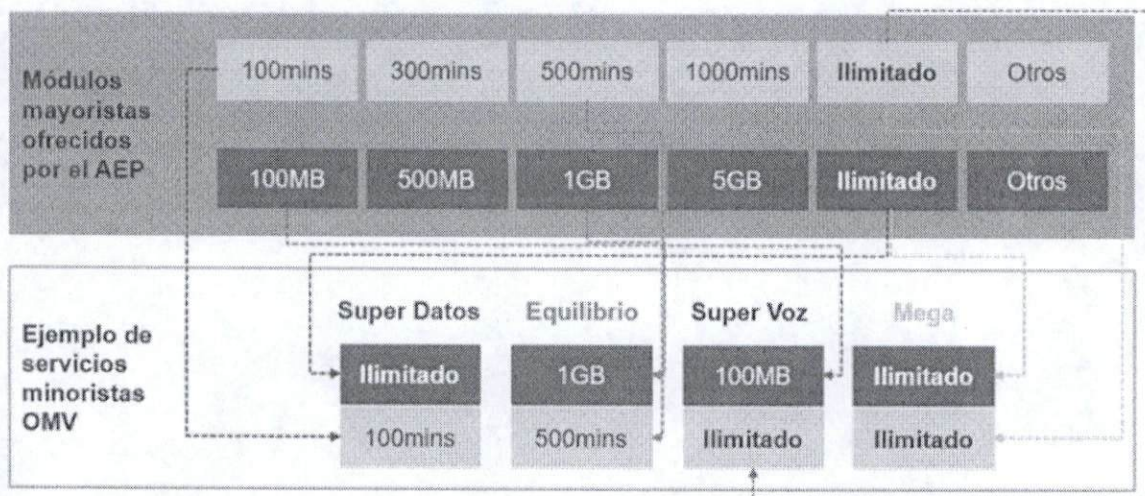 Módulos
mayoristas
ofrecidos
por el AEP
100mins 300mins 500mins 1000mins Ilimitado Otros
100MB 500MB 1GB 5GB Ilimitado Otros
Ejemplo de
servicios
minoristas
OMV
Super Datos Equilibrio Super Voz Mega
Ilimitado 1GB 100MB Ilimitado
100mins 500mins Ilimitado Ilimitado